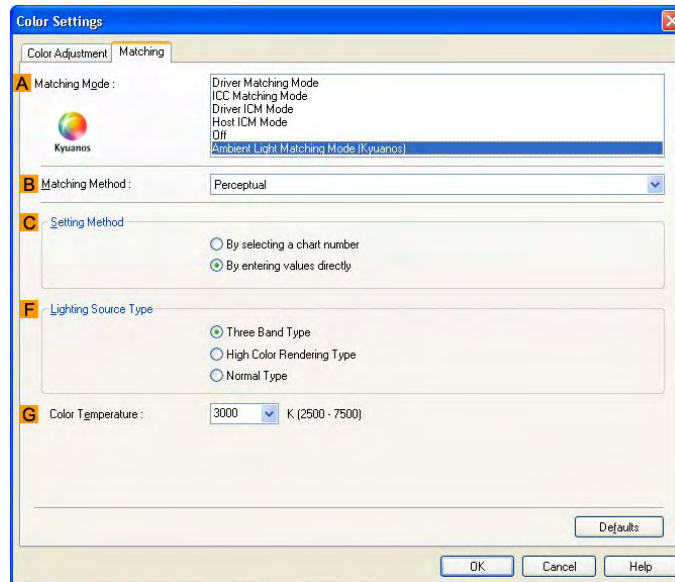 Color Settings
Color Adjustment Matching
A Matching Mode :
Driver Matching Mode
ICC Matching Mode
Driver ICM Mode
Host ICM Mode
Off
Ambient Light Matching Mode (Kyuanos)
Kyuanos
B Matching Method : Perceptual
C Setting Method
By selecting a chart number
By entering values directly
F Lighting Source Type
Three Band Type
High Color Rendering Type
Normal Type
G Color Temperature : 3000 K (2500 - 7500)
Defaults
OK Cancel Help